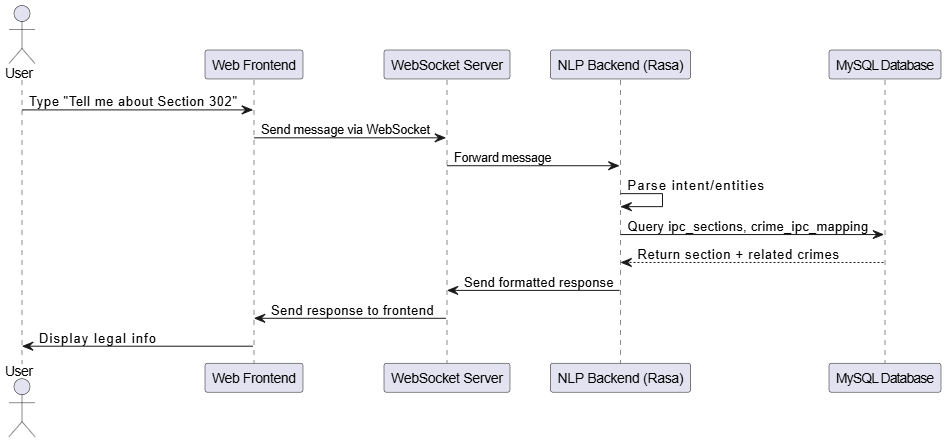 User
Web Frontend
WebSocket Server
NLP Backend (Rasa)
MySQL Database
Type "Tell me about Section 302"
Send message via WebSocket
Forward message
Parse intent/entities
Query ipc_sections, crime_ipc_mapping
Return section + related crimes
Send formatted response
Send response to frontend
Display legal info
User
Web Frontend
WebSocket Server
NLP Backend (Rasa)
MySQL Database